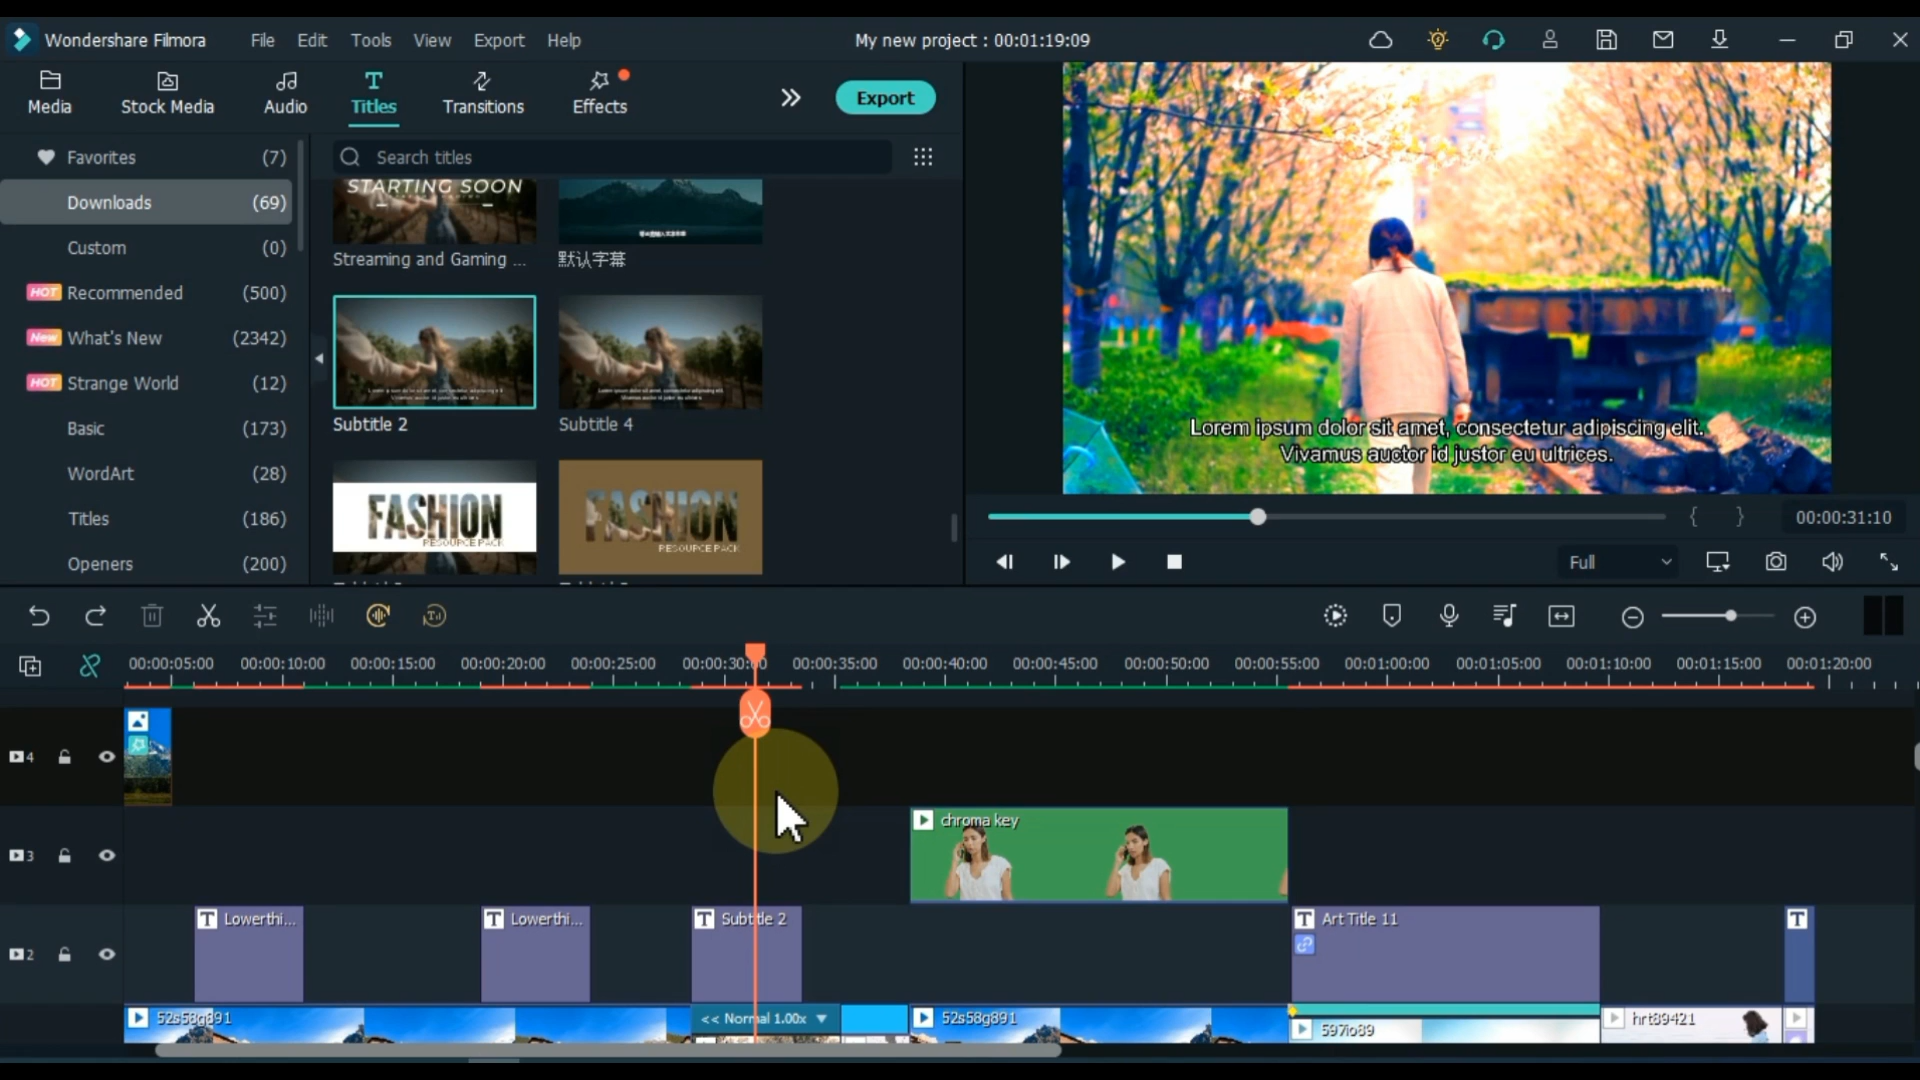 Wondershare Filmora File Edit Tools View Export Help My new project : 00:01:19:09
Media Stock Media Audio Titles Transitions Effects Export
Favorites (7)
Downloads (69)
Custom (0)
HOT Recommended (500)
New What's New (2342)
HOT Strange World (12)
Basic (173)
WordArt (28)
Titles (186)
Openers (200)
Search titles
STARTING SOON
Streaming and Gaming ... 默认字幕
Subtitle 2 Subtitle 4
FASHION
RESOURCE PACK
FASHION
RESOURCE PACK
Lorem ipsum dolor sit amet, consectetur adipiscing elit.
Vivamus auctor id justor eu ultrices.
00:00:31:10
Full
00:00:05:00 00:00:10:00 00:00:15:00 00:00:20:00 00:00:25:00 00:00:30:00 00:00:35:00 00:00:40:00 00:00:45:00 00:00:50:00 00:00:55:00 00:01:00:00 00:01:05:00 00:01:10:00 00:01:15:00 00:01:20:00
4
3 chroma key
2 T Lowerthi... T Lowerthi... T Subtitle 2 T Art Title 11 T
52s58g891 << Normal 1.00x 52s58g891 597io89 hrt89421